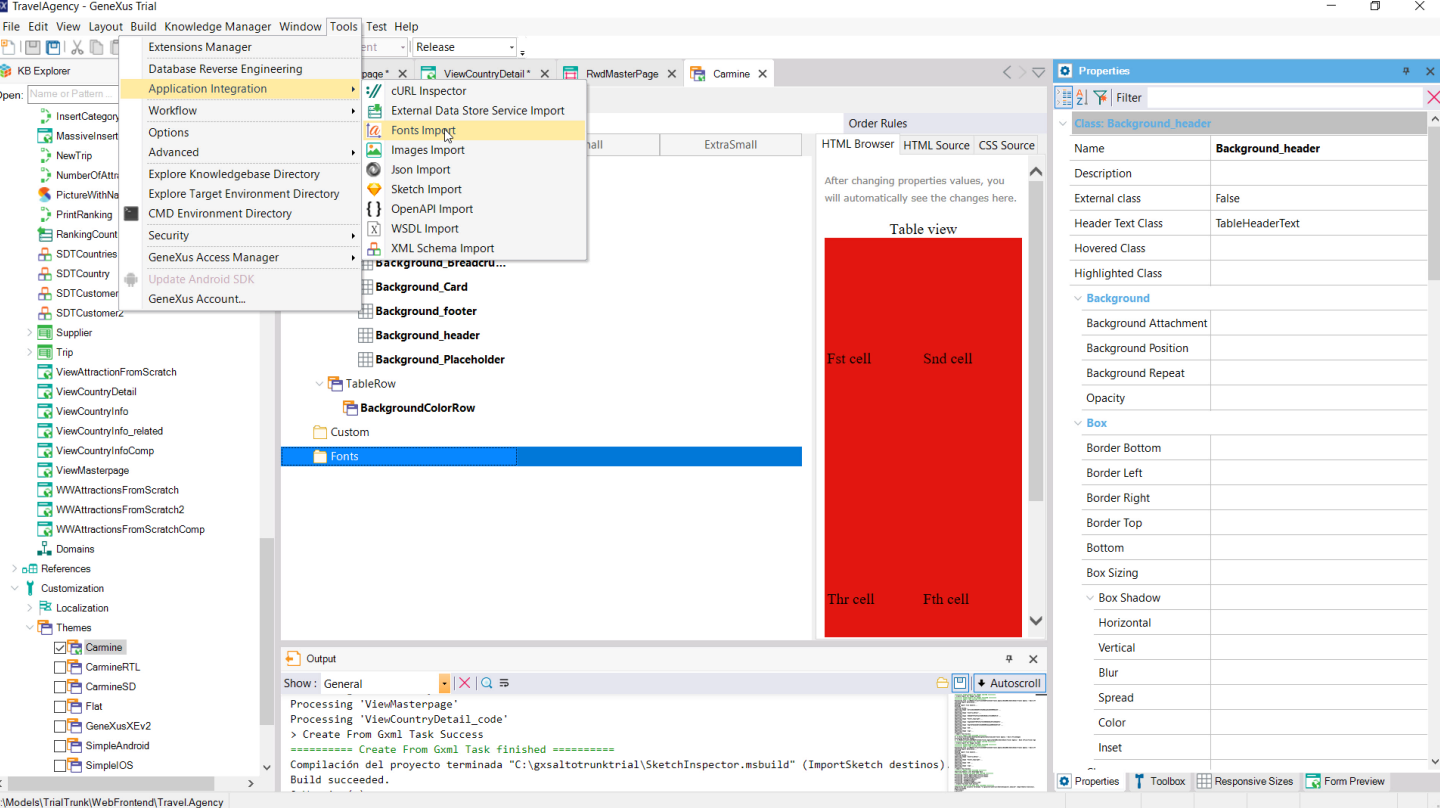 TravelAgency - GeneXus Trial
File Edit View Layout Build Knowledge Manager Window Tools Test Help
Release
KB Explorer
Open: Name or Pattern ...
InsertCategory
MassiveInsert
NewTrip
NumberOfAttra
PictureWithNa
PrintRanking
RankingCount
SDTCountries
SDTCountry
SDTCustomer
SDTCustomer2
Supplier
Trip
ViewAttractionFromScratch
ViewCountryDetail
ViewCountryInfo
ViewCountryInfo_related
ViewCountryInfoComp
ViewMasterpage
WWAttractionsFromScratch
WWAttractionsFromScratch2
WWAttractionsFromScratchComp
Domains
References
Customization
Localization
Themes
Carmine
CarmineRTL
CarmineSD
Flat
GeneXusXEv2
SimpleAndroid
SimpleIOS
Extensions Manager
Database Reverse Engineering
Application Integration
Workflow
Options
Advanced
Explore Knowledgebase Directory
Explore Target Environment Directory
CMD Environment Directory
Security
GeneXus Access Manager
Update Android SDK
GeneXus Account...
cURL Inspector
External Data Store Service Import
Fonts Import
Images Import
Json Import
Sketch Import
OpenAPI Import
WSDL Import
XML Schema Import
page * ViewCountryDetail * RwdMasterPage Carmine
ExtraSmall
Background_Breadcru...
Background_Card
Background_footer
Background_header
Background_Placeholder
TableRow
BackgroundColorRow
Custom
Fonts
Order Rules
HTML Browser HTML Source CSS Source
After changing properties values, you
will automatically see the changes here.
Table view
Fst cell Snd cell
Thr cell Fth cell
Output
Show : General
Autoscroll
Processing 'ViewMasterpage'
Processing 'ViewCountryDetail_code'
> Create From Gxml Task Success
========== Create From Gxml Task finished ==========
Compilación del proyecto terminada "C:\gxsaltotrunktrial\SketchInspector.msbuild" (ImportSketch destinos).
Build succeeded.
Properties
Filter
Class: Background_header
Name Background_header
Description
External class False
Header Text Class TableHeaderText
Hovered Class
Highlighted Class
Background
Background Attachment
Background Position
Background Repeat
Opacity
Box
Border Bottom
Border Left
Border Right
Border Top
Bottom
Box Sizing
Box Shadow
Horizontal
Vertical
Blur
Spread
Color
Inset
Properties Toolbox Responsive Sizes Form Preview
:\Models\TrialTrunk\WebFrontend\Travel.Agency